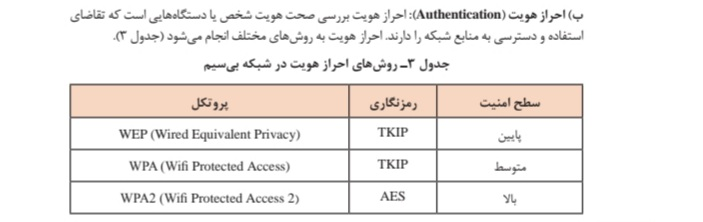 ب) احراز هویت (Authentication): احراز هویت بررسی صحت هویت شخص یا دستگاه‌هایی است که تقاضای
استفاده و دسترسی به منابع شبکه را دارند. احراز هویت به روش‌های مختلف انجام می‌شود (جدول ۳).
جدول ۳ـ روش‌های احراز هویت در شبکه بی‌سیم
سطح امنیت رمزنگاری پروتکل
پایین TKIP WEP (Wired Equivalent Privacy)
متوسط TKIP WPA (Wifi Protected Access)
بالا AES WPA2 (Wifi Protected Access 2)